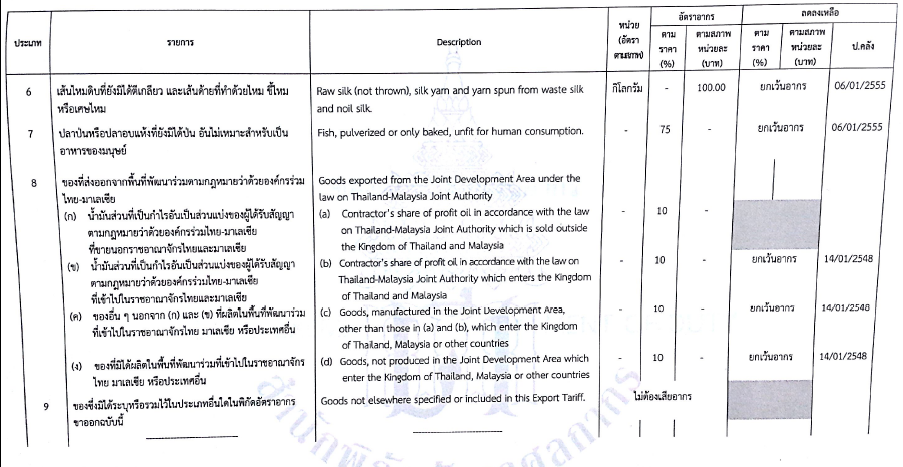 ประเภท รายการ Description หน่วย (อัตราตามสภาพ) อัตราอากร ลดลงเหลือ
ตามราคา (%) ตามสภาพหน่วยละ (บาท) ตามราคา (%) ตามสภาพหน่วยละ (บาท) ป.คลัง
6 เส้นไหมดิบที่ยังมิได้ตีเกลียว และเส้นด้ายที่ทำด้วยไหม ขี้ไหม Raw silk (not thrown), silk yarn and yarn spun from waste silk กิโลกรัม - 100.00 ยกเว้นอากร 06/01/2555
หรือเศษไหม and noil silk.
7 ปลาป่นหรือปลาอบแห้งที่ยังมิได้ป่น อันไม่เหมาะสำหรับเป็น Fish, pulverized or only baked, unfit for human consumption. - 75 - ยกเว้นอากร 06/01/2555
อาหารของมนุษย์
8 ของที่ส่งออกจากพื้นที่พัฒนาร่วมตามกฎหมายว่าด้วยองค์กรร่วม Goods exported from the Joint Development Area under the
ไทย-มาเลเซีย law on Thailand-Malaysia Joint Authority
(ก) น้ำมันส่วนที่เป็นกำไรอันเป็นส่วนแบ่งของผู้ได้รับสัญญา (a) Contractor's share of profit oil in accordance with the law - 10 -
ตามกฎหมายว่าด้วยองค์กรร่วมไทย-มาเลเซีย on Thailand-Malaysia Joint Authority which is sold outside
ที่ขายนอกราชอาณาจักรไทยและมาเลเซีย the Kingdom of Thailand and Malaysia
(ข) น้ำมันส่วนที่เป็นกำไรอันเป็นส่วนแบ่งของผู้ได้รับสัญญา (b) Contractor's share of profit oil in accordance with the law on - 10 - ยกเว้นอากร 14/01/2548
ตามกฎหมายว่าด้วยองค์กรร่วมไทย-มาเลเซีย Thailand-Malaysia Joint Authority which enters the Kingdom
ที่เข้าไปในราชอาณาจักรไทยและมาเลเซีย of Thailand and Malaysia
(ค) ของอื่น ๆ นอกจาก (ก) และ (ข) ที่ผลิตในพื้นที่พัฒนาร่วม (c) Goods, manufactured in the Joint Development Area, - 10 - ยกเว้นอากร 14/01/2548
ที่เข้าไปในราชอาณาจักรไทย มาเลเซีย หรือประเทศอื่น other than those in (a) and (b), which enter the Kingdom
of Thailand, Malaysia or other countries
(ง) ของที่มิได้ผลิตในพื้นที่พัฒนาร่วมที่เข้าไปในราชอาณาจักร (d) Goods, not produced in the Joint Development Area which - 10 - ยกเว้นอากร 14/01/2548
ไทย มาเลเซีย หรือประเทศอื่น enter the Kingdom of Thailand, Malaysia or other countries
9 ของซึ่งมิได้ระบุหรือรวมไว้ในประเภทอื่นใดในพิกัดอัตราอากร Goods not elsewhere specified or included in this Export Tariff. ไม่ต้องเสียอากร
ขาออกฉบับนี้